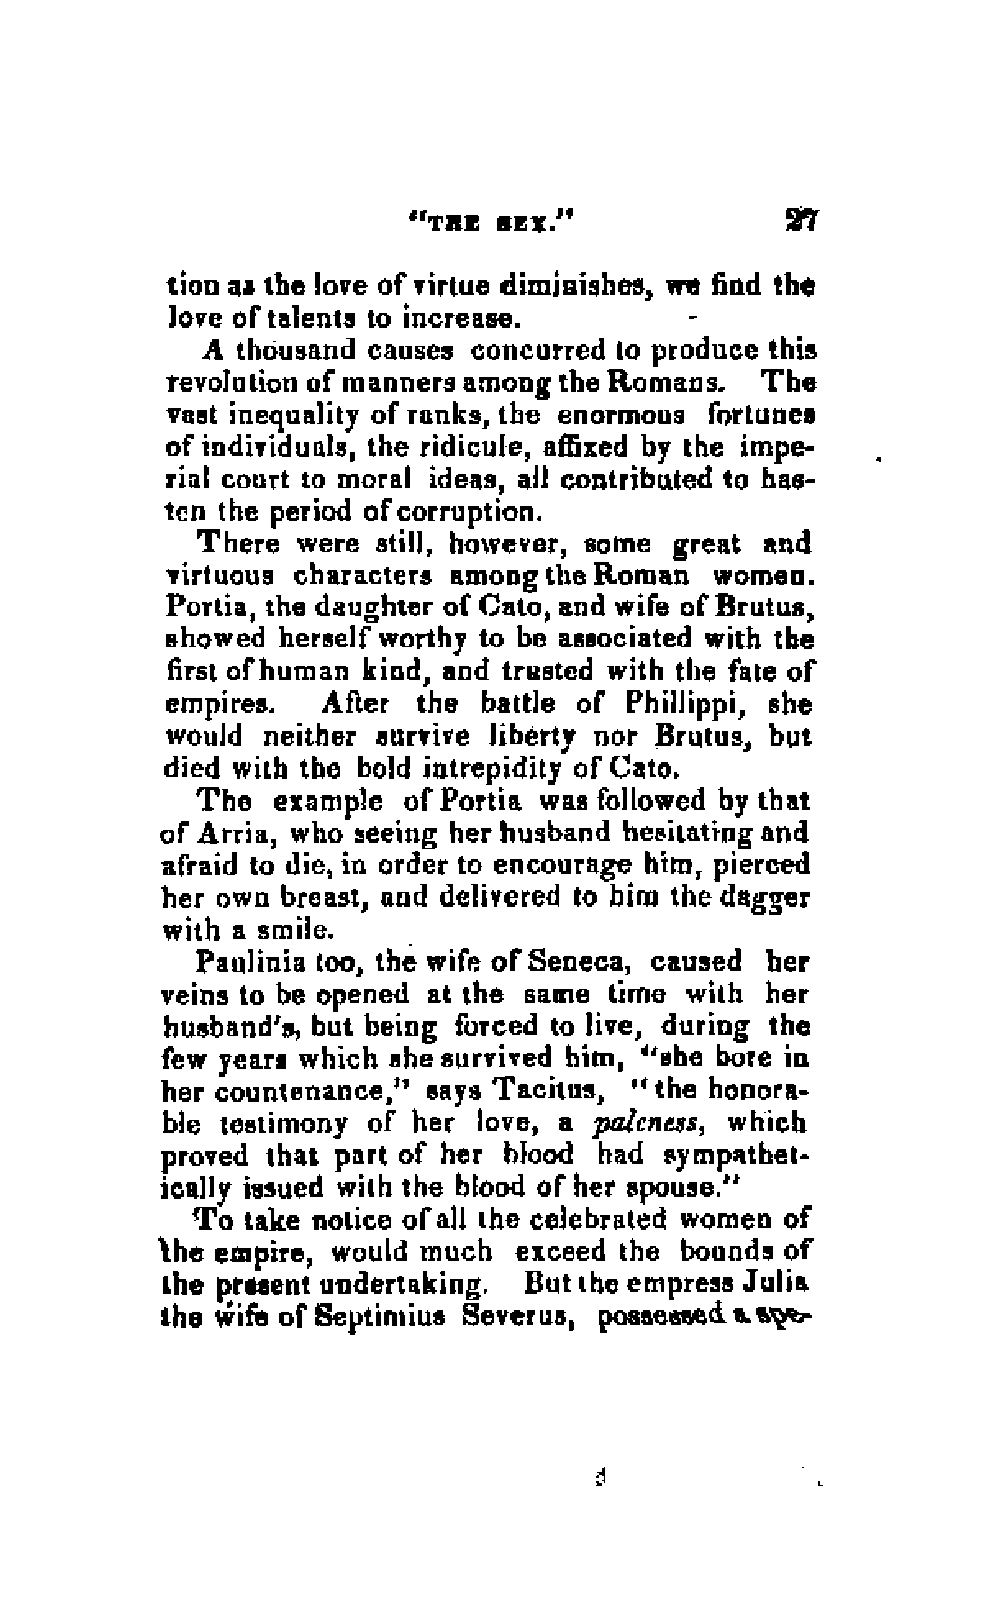 "THE SEX." 27
tion as the love of virtue diminishes, we find the
love of talents to increase.
A thousand causes concurred to produce this
revolution of manners among the Romans. The
vast inequality of ranks, the enormous fortunes
of individuals, the ridicule, affixed by the impe-
rial court to moral ideas, all contributed to has-
ten the period of corruption.
There were still, however, some great and
virtuous characters among the Roman women.
Portia, the daughter of Cato, and wife of Brutus,
showed herself worthy to be associated with the
first of human kind, and trusted with the fate of
empires. After the battle of Phillippi, she
would neither survive liberty nor Brutus, but
died with the bold intrepidity of Cato.
The example of Portia was followed by that
of Arria, who seeing her husband hesitating and
afraid to die, in order to encourage him, pierced
her own breast, and delivered to him the dagger
with a smile.
Paulinia too, the wife of Seneca, caused her
veins to be opened at the same time with her
husband's, but being forced to live, during the
few years which she survived him, "she bore in
her countenance," says Tacitus, "the honora-
ble testimony of her love, a paleness, which
proved that part of her blood had sympathet-
ically issued with the blood of her spouse."
To take notice of all the celebrated women of
the empire, would much exceed the bounds of
the present undertaking. But the empress Julia
the wife of Septimius Severus, possessed a spe-